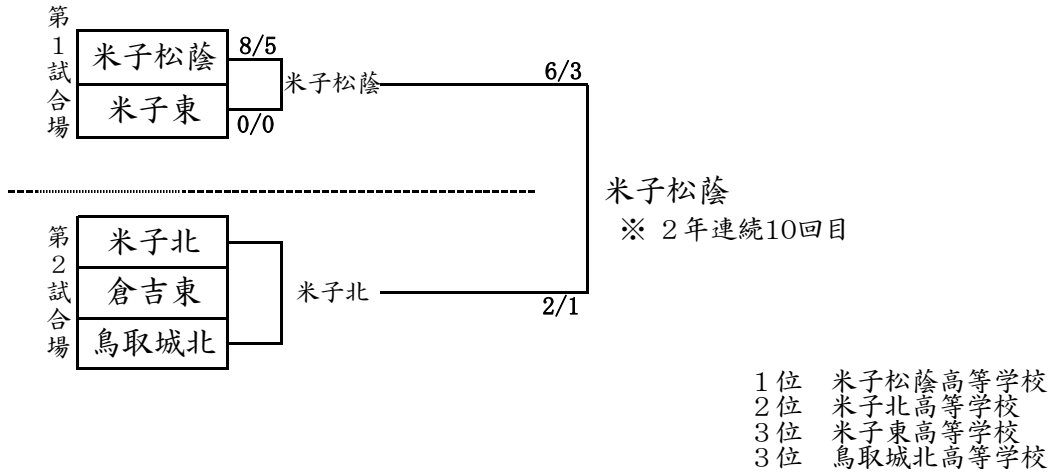 第1試合場
米子松蔭
8/5
米子東
0/0
米子松蔭
6/3
第2試合場
米子北
倉吉東
鳥取城北
米子北
2/1
米子松蔭
※ 2年連続10回目
1位 米子松蔭高等学校
2位 米子北高等学校
3位 米子東高等学校
3位 鳥取城北高等学校